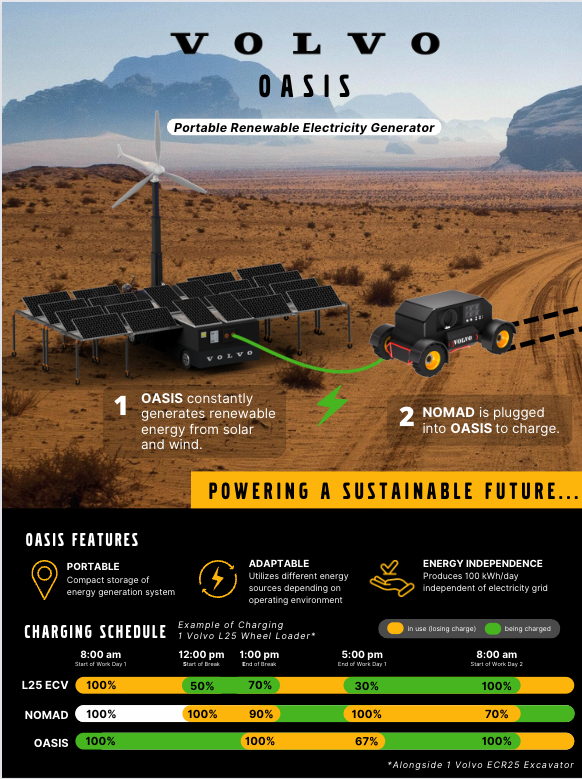 VOLVO
OASIS
Portable Renewable Electricity Generator
VOLVO
VOLVO
1 OASIS constantly
generates renewable
energy from solar
and wind.
2 NOMAD is plugged
into OASIS to charge.
POWERING A SUSTAINABLE FUTURE...
OASIS FEATURES
PORTABLE
Compact storage of
energy generation system
ADAPTABLE
Utilizes different energy
sources depending on
operating environment
ENERGY INDEPENDENCE
Produces 100 kWh/day
independent of electricity grid
CHARGING SCHEDULE
Example of Charging
1 Volvo L25 Wheel Loader*
in use (losing charge) being charged
8:00 am 12:00 pm 1:00 pm 5:00 pm 8:00 am
Start of Work Day 1 Start of Break End of Break End of Work Day 1 Start of Work Day 2
L25 ECV 100% 50% 70% 30% 100%
NOMAD 100% 100% 90% 100% 70%
OASIS 100% 100% 67% 100%
*Alongside 1 Volvo ECR25 Excavator